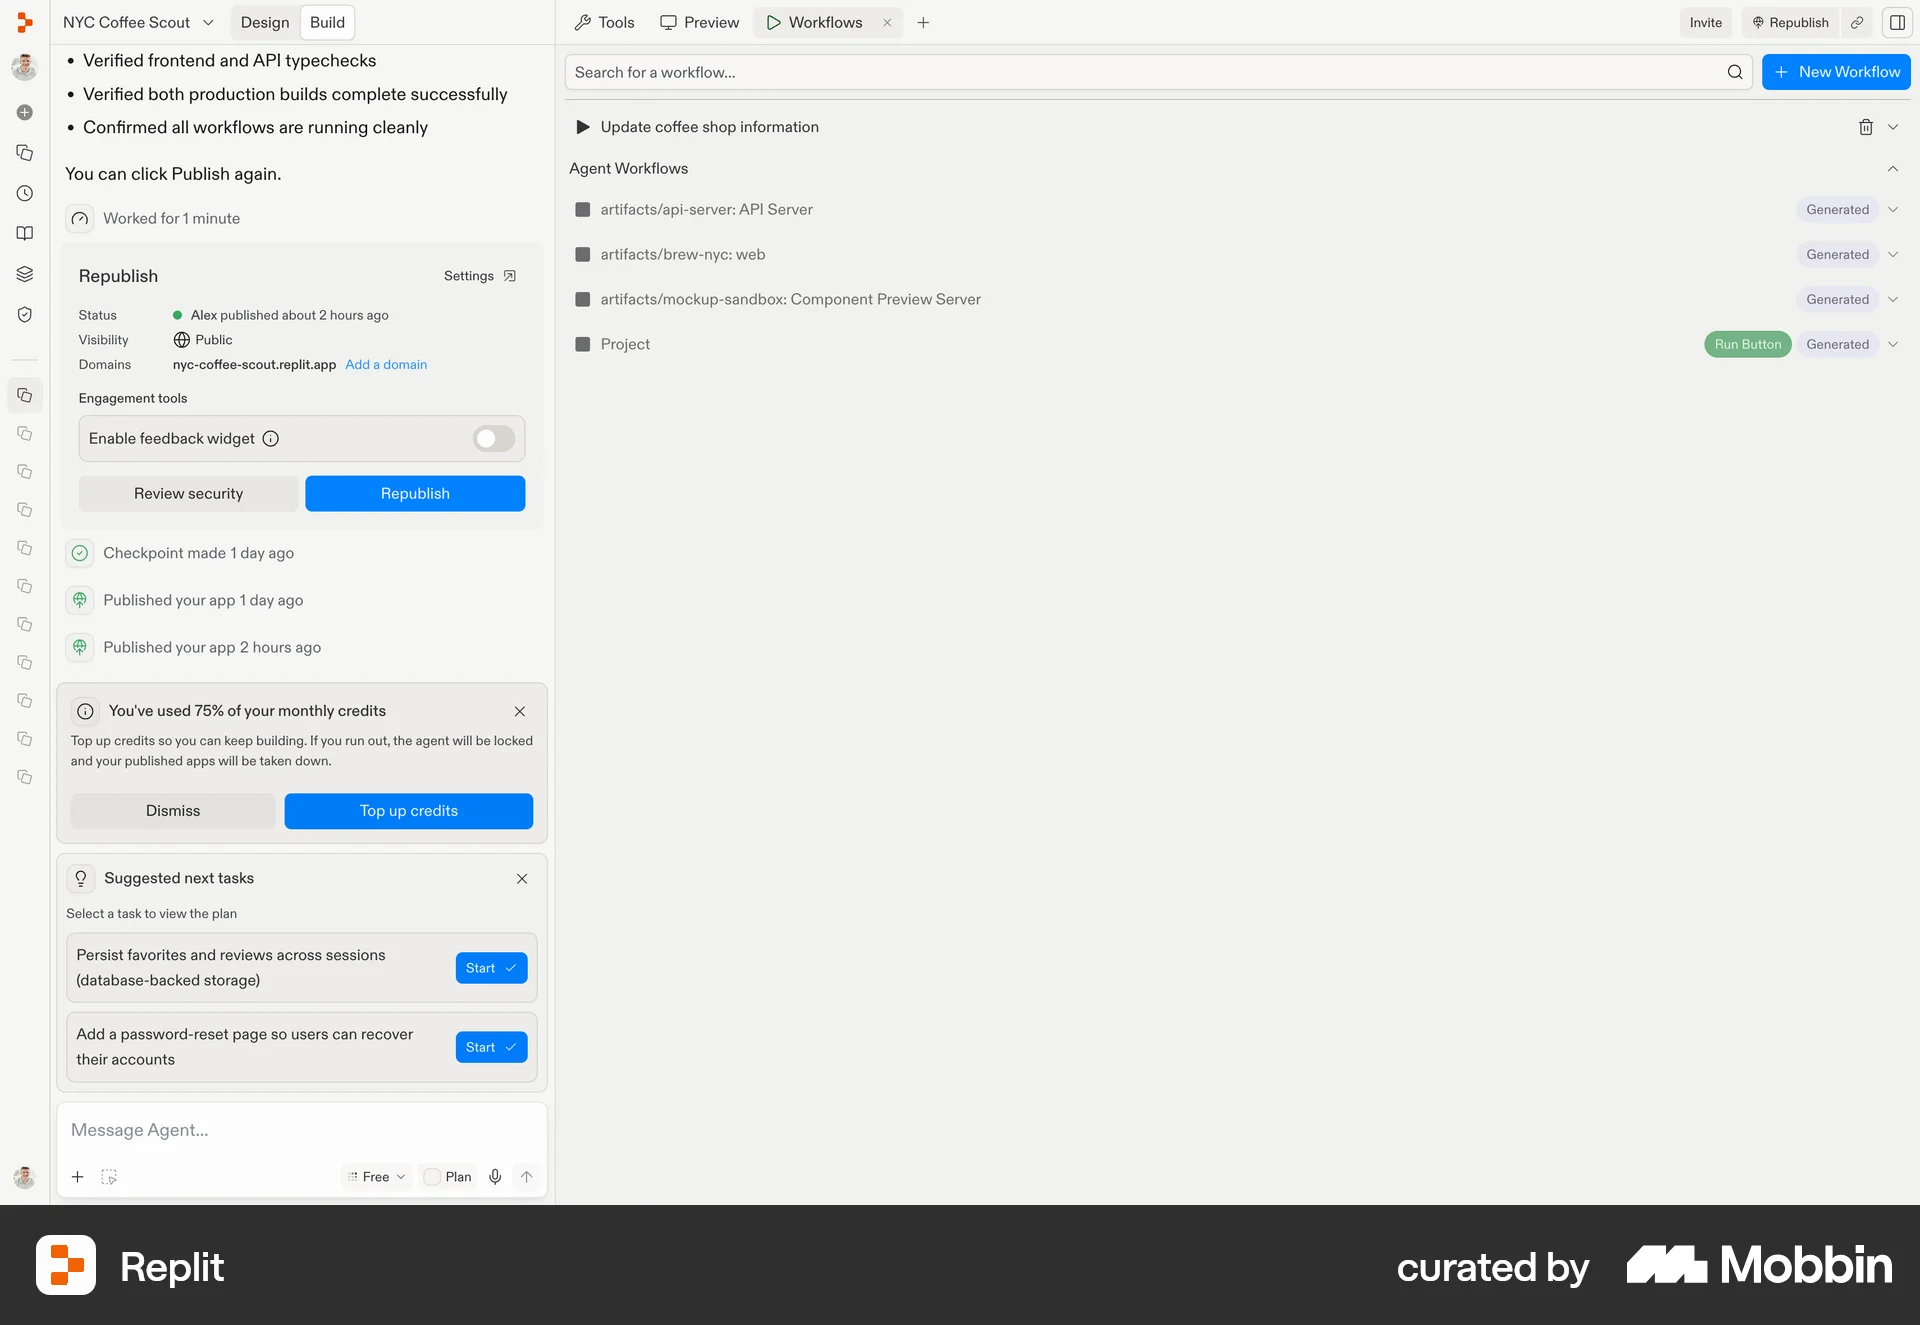 NYC Coffee Scout
Design
Build
• Verified frontend and API typechecks
• Verified both production builds complete successfully
• Confirmed all workflows are running cleanly
You can click Publish again.
Worked for 1 minute
Republish
Settings
Status
Alex published about 2 hours ago
Visibility
Public
Domains
nyc-coffee-scout.replit.app Add a domain
Engagement tools
Enable feedback widget
Review security
Republish
Checkpoint made 1 day ago
Published your app 1 day ago
Published your app 2 hours ago
You've used 75% of your monthly credits
Top up credits so you can keep building. If you run out, the agent will be locked
and your published apps will be taken down.
Dismiss
Top up credits
Suggested next tasks
Select a task to view the plan
Persist favorites and reviews across sessions
(database-backed storage)
Start
Add a password-reset page so users can recover
their accounts
Start
Message Agent...
Free
Plan
Tools
Preview
Workflows
Invite
Republish
Search for a workflow...
New Workflow
Update coffee shop information
Agent Workflows
artifacts/api-server: API Server
Generated
artifacts/brew-nyc: web
Generated
artifacts/mockup-sandbox: Component Preview Server
Generated
Project
Run Button
Generated
Replit
curated by
Mobbin